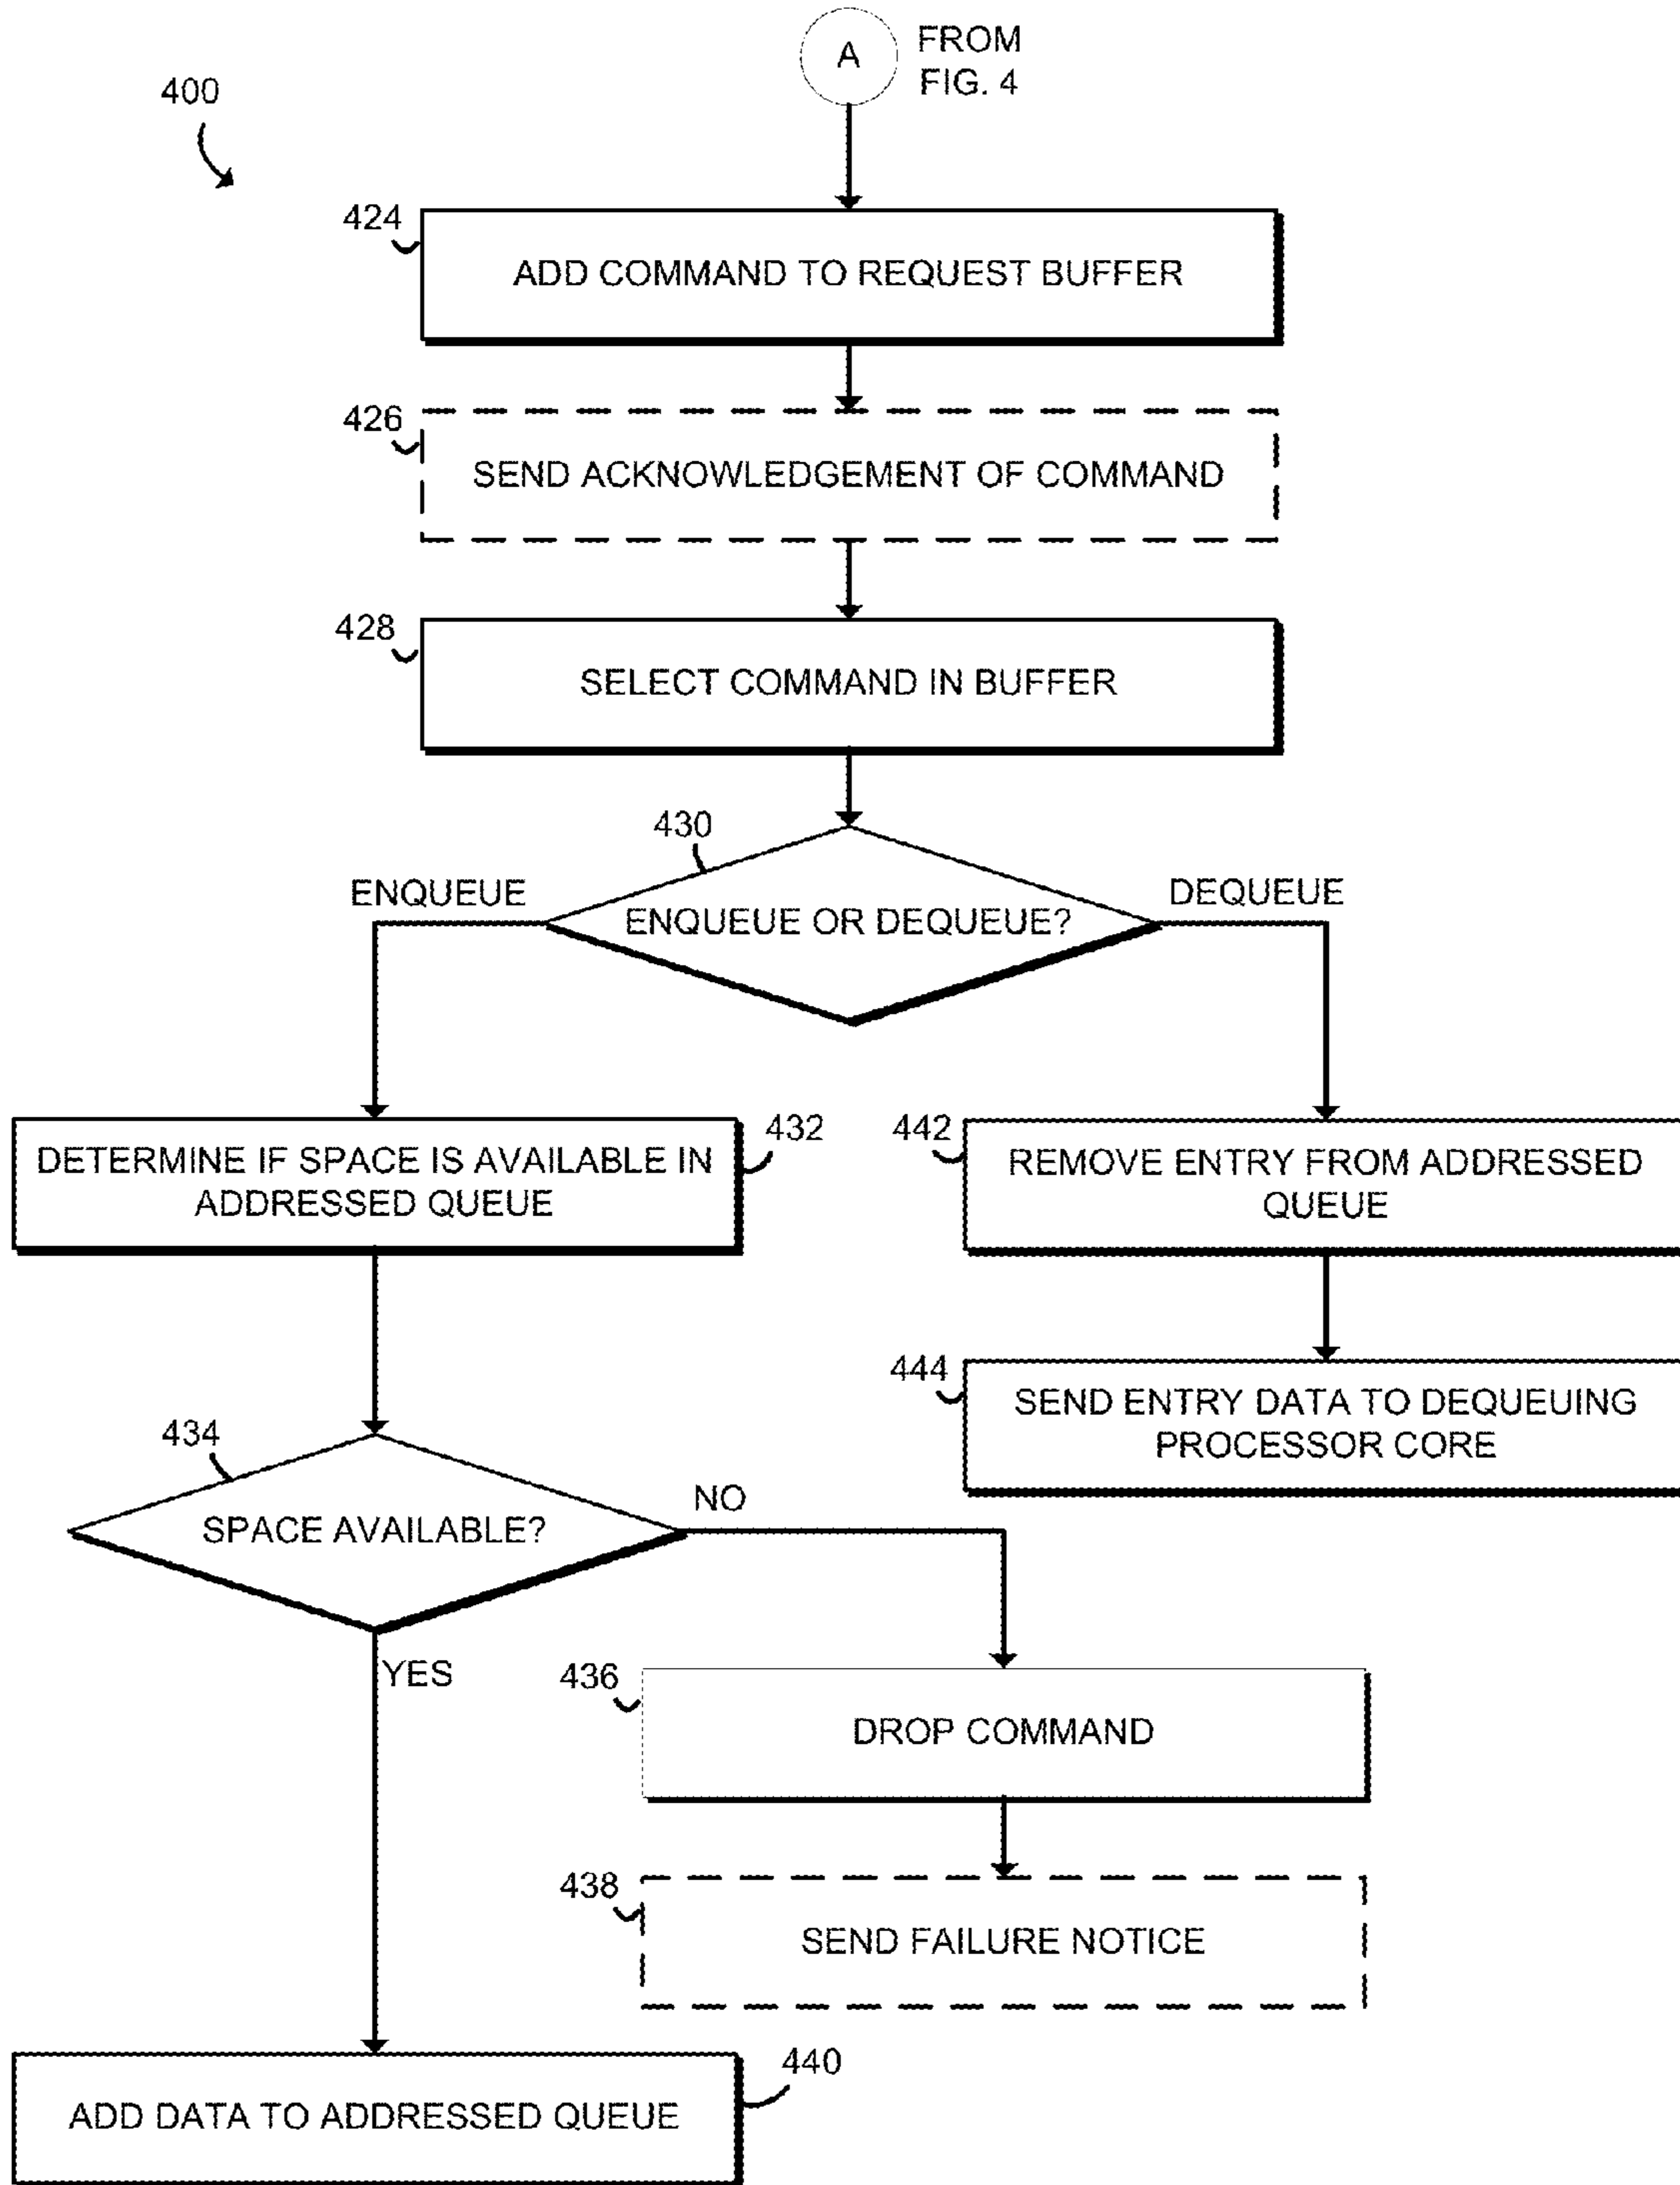 A
FROM
FIG. 4
400
424
ADD COMMAND TO REQUEST BUFFER
426
SEND ACKNOWLEDGEMENT OF COMMAND
428
SELECT COMMAND IN BUFFER
430
ENQUEUE
ENQUEUE OR DEQUEUE?
DEQUEUE
432
DETERMINE IF SPACE IS AVAILABLE IN
ADDRESSED QUEUE
442
REMOVE ENTRY FROM ADDRESSED
QUEUE
444
SEND ENTRY DATA TO DEQUEUING
PROCESSOR CORE
434
SPACE AVAILABLE?
NO
YES
436
DROP COMMAND
438
SEND FAILURE NOTICE
440
ADD DATA TO ADDRESSED QUEUE